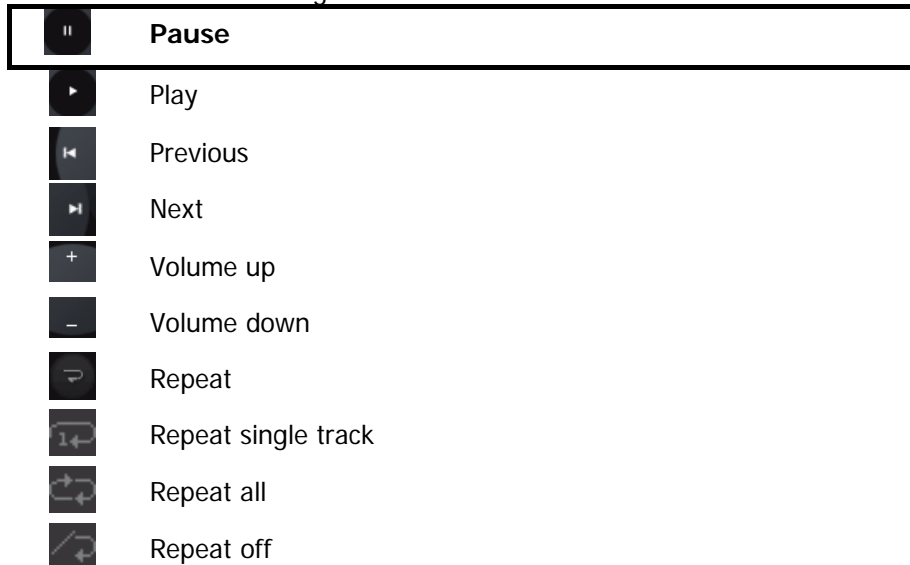 Pause
Play
Previous
Next
Volume up
Volume down
Repeat
Repeat single track
Repeat all
Repeat off